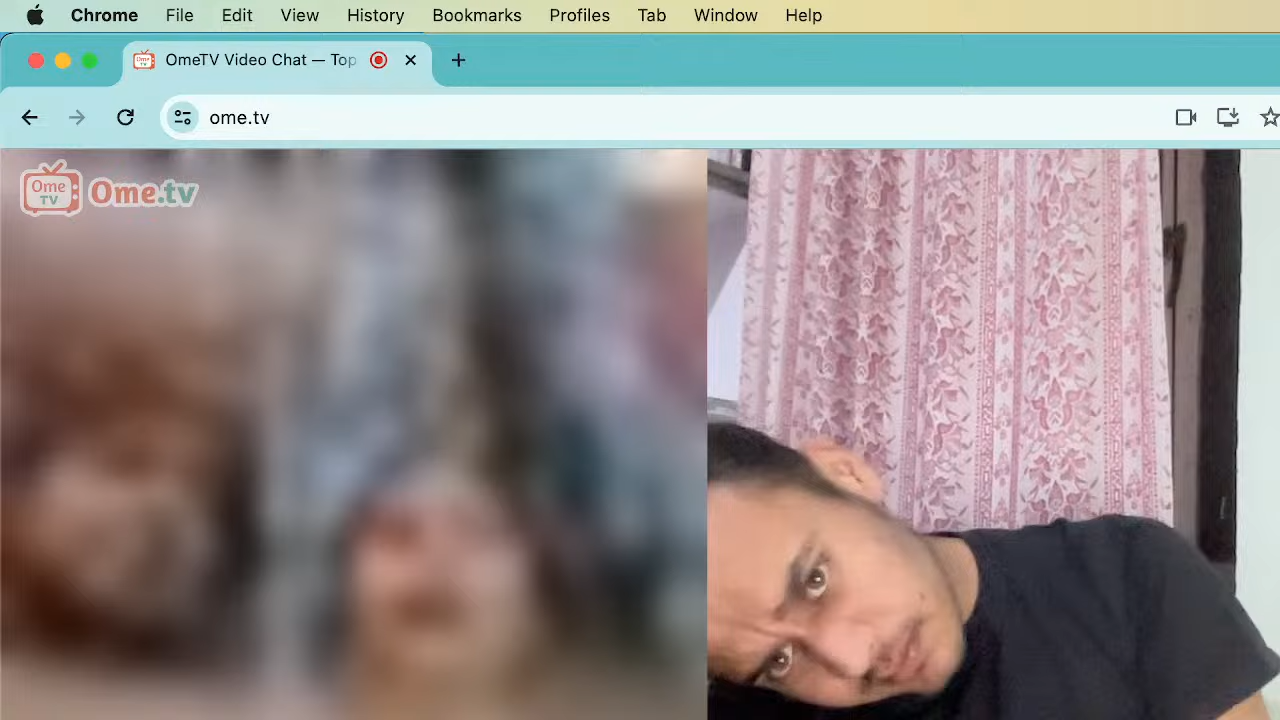 Chrome File Edit View History Bookmarks Profiles Tab Window Help
OmeTV Video Chat — Top
ome.tv
Ome TV Ome.tv